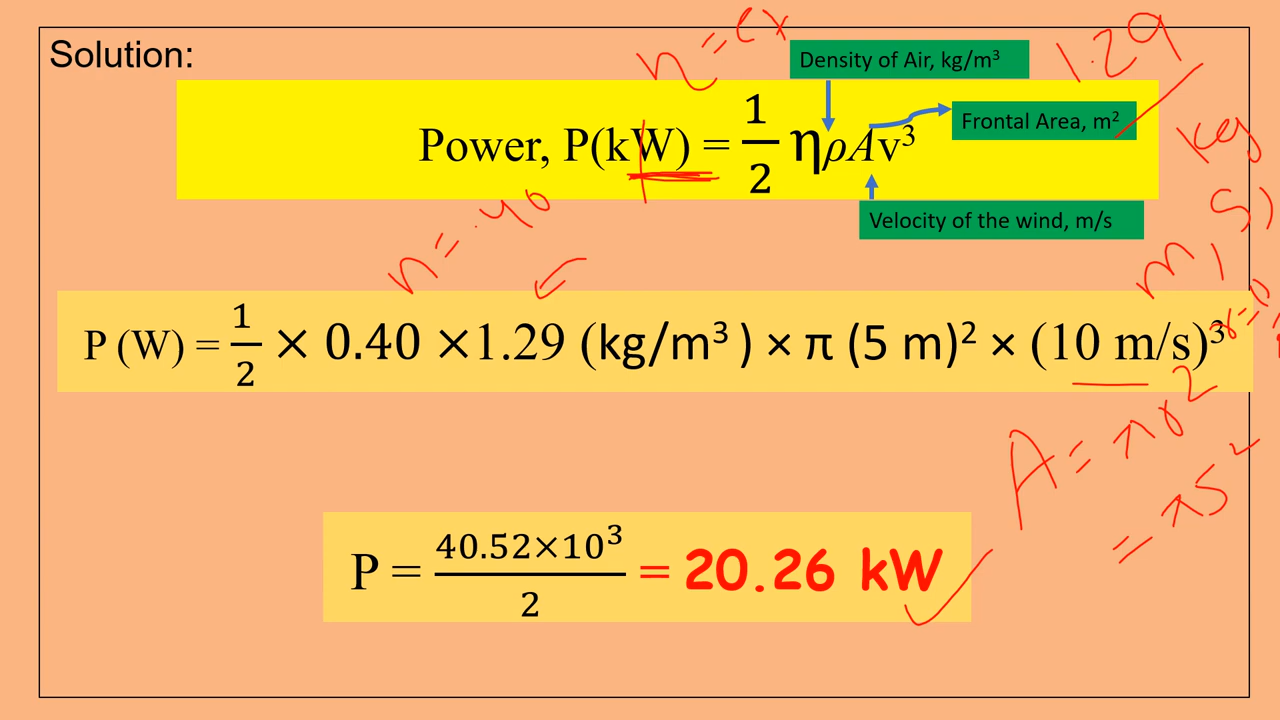 Solution:
Density of Air, kg/m³
1.29
Power, P(kW) = 1/2 ηρAv³
Frontal Area, m²
kg
Velocity of the wind, m/s
n = .40
m, s)
P (W) = 1/2 × 0.40 ×1.29 (kg/m³ ) × π (5 m)² × (10 m/s)³
A = πr²
= π5²
P = 40.52×10³/2 = 20.26 kW